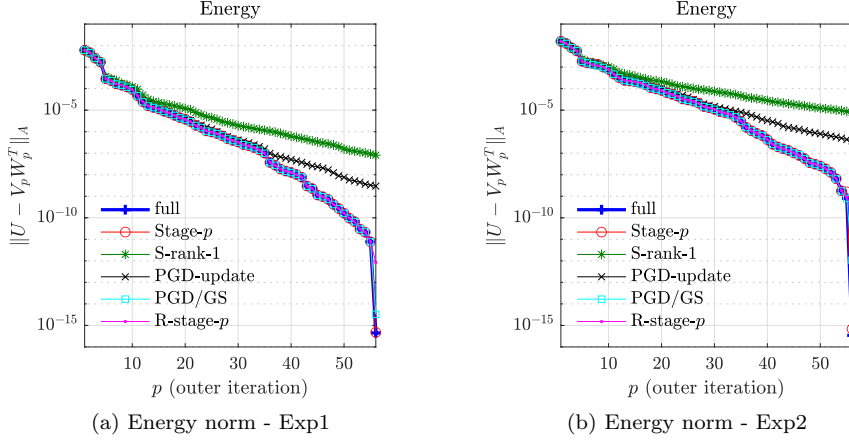 Energy
10^{-5}
10^{-10}
10^{-15}
‖U − V_pW_p^T‖_A
full
Stage-p
S-rank-1
PGD-update
PGD/GS
R-stage-p
10 20 30 40 50
p (outer iteration)
(a) Energy norm - Exp1
Energy
10^{-5}
10^{-10}
10^{-15}
‖U − V_pW_p^T‖_A
full
Stage-p
S-rank-1
PGD-update
PGD/GS
R-stage-p
10 20 30 40 50
p (outer iteration)
(b) Energy norm - Exp2